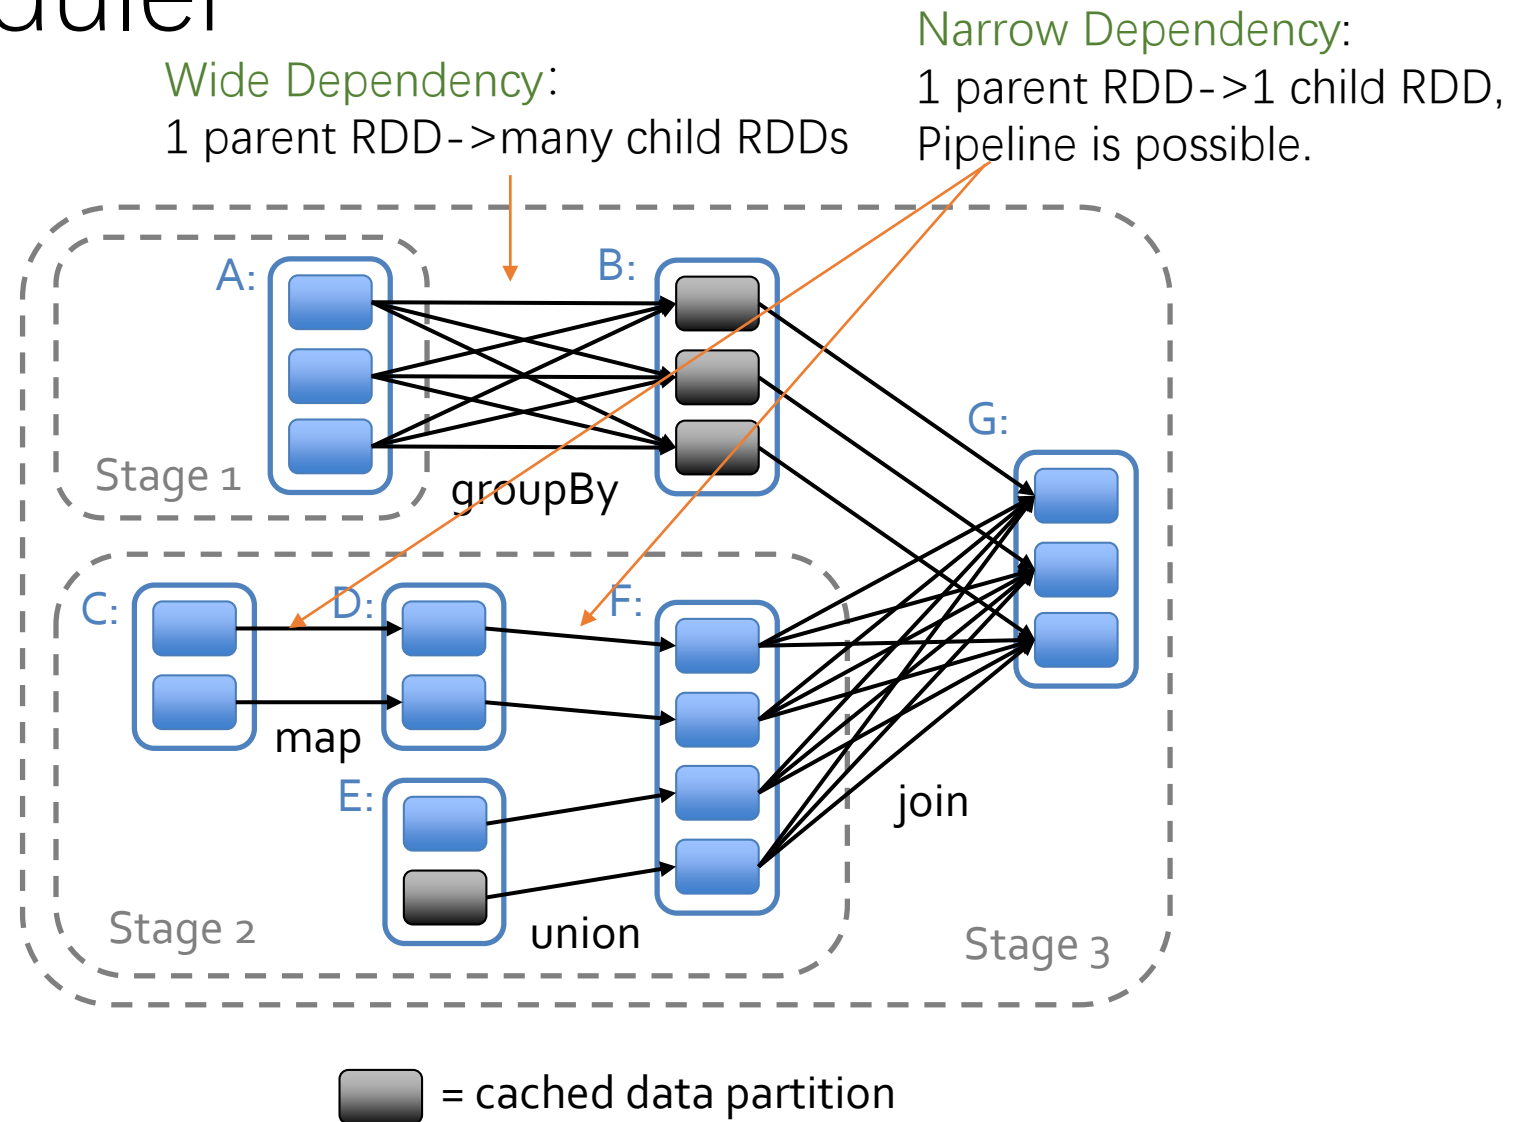 Wide Dependency:
1 parent RDD->many child RDDs
Narrow Dependency:
1 parent RDD->1 child RDD,
Pipeline is possible.
A:
B:
G:
Stage 1
groupBy
C:
D:
F:
map
E:
join
Stage 2
union
Stage 3
= cached data partition